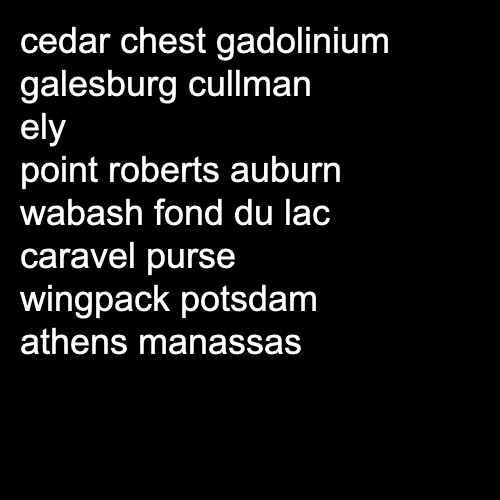 cedar chest gadolinium
galesburg cullman
ely
point roberts auburn
wabash fond du lac
caravel purse
wingpack potsdam
athens manassas